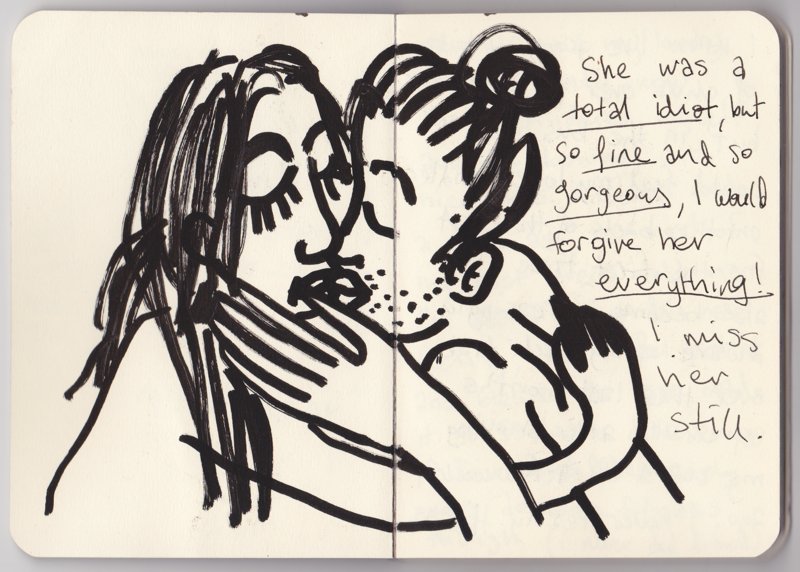 She was a
total idiot, but
so fine and so
gorgeous, I would
forgive her
everything!
I miss
her
still.